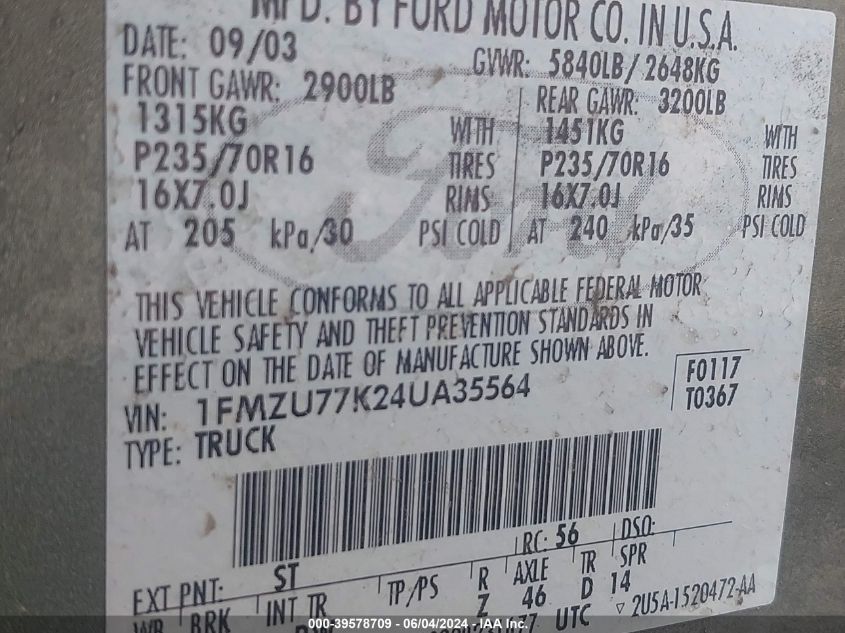 MFD. BY FORD MOTOR CO. IN U.S.A.
DATE: 09/03 GVWR: 5840LB/ 2648KG
FRONT GAWR: 2900LB REAR GAWR: 3200LB
1315KG WITH 1451KG WITH
P235/70R16 TIRES P235/70R16 TIRES
16X7.0J RIMS 16X7.0J RIMS
AT 205 kPa/30 PSI COLD AT 240 kPa/35 PSI COLD
Ford
THIS VEHICLE CONFORMS TO ALL APPLICABLE FEDERAL MOTOR
VEHICLE SAFETY AND THEFT PREVENTION STANDARDS IN
EFFECT ON THE DATE OF MANUFACTURE SHOWN ABOVE.
VIN: 1FMZU77K24UA35564 F0117
TYPE: TRUCK T0367
EXT PNT: ST RC: 56 DSO:
WB BRK INT TR TP/PS R AXLE TR SPR
Z 46 D 14
UTC ▽ 2U5A-1520472-AA
000-39578709 - 06/04/2024 - IAA Inc.